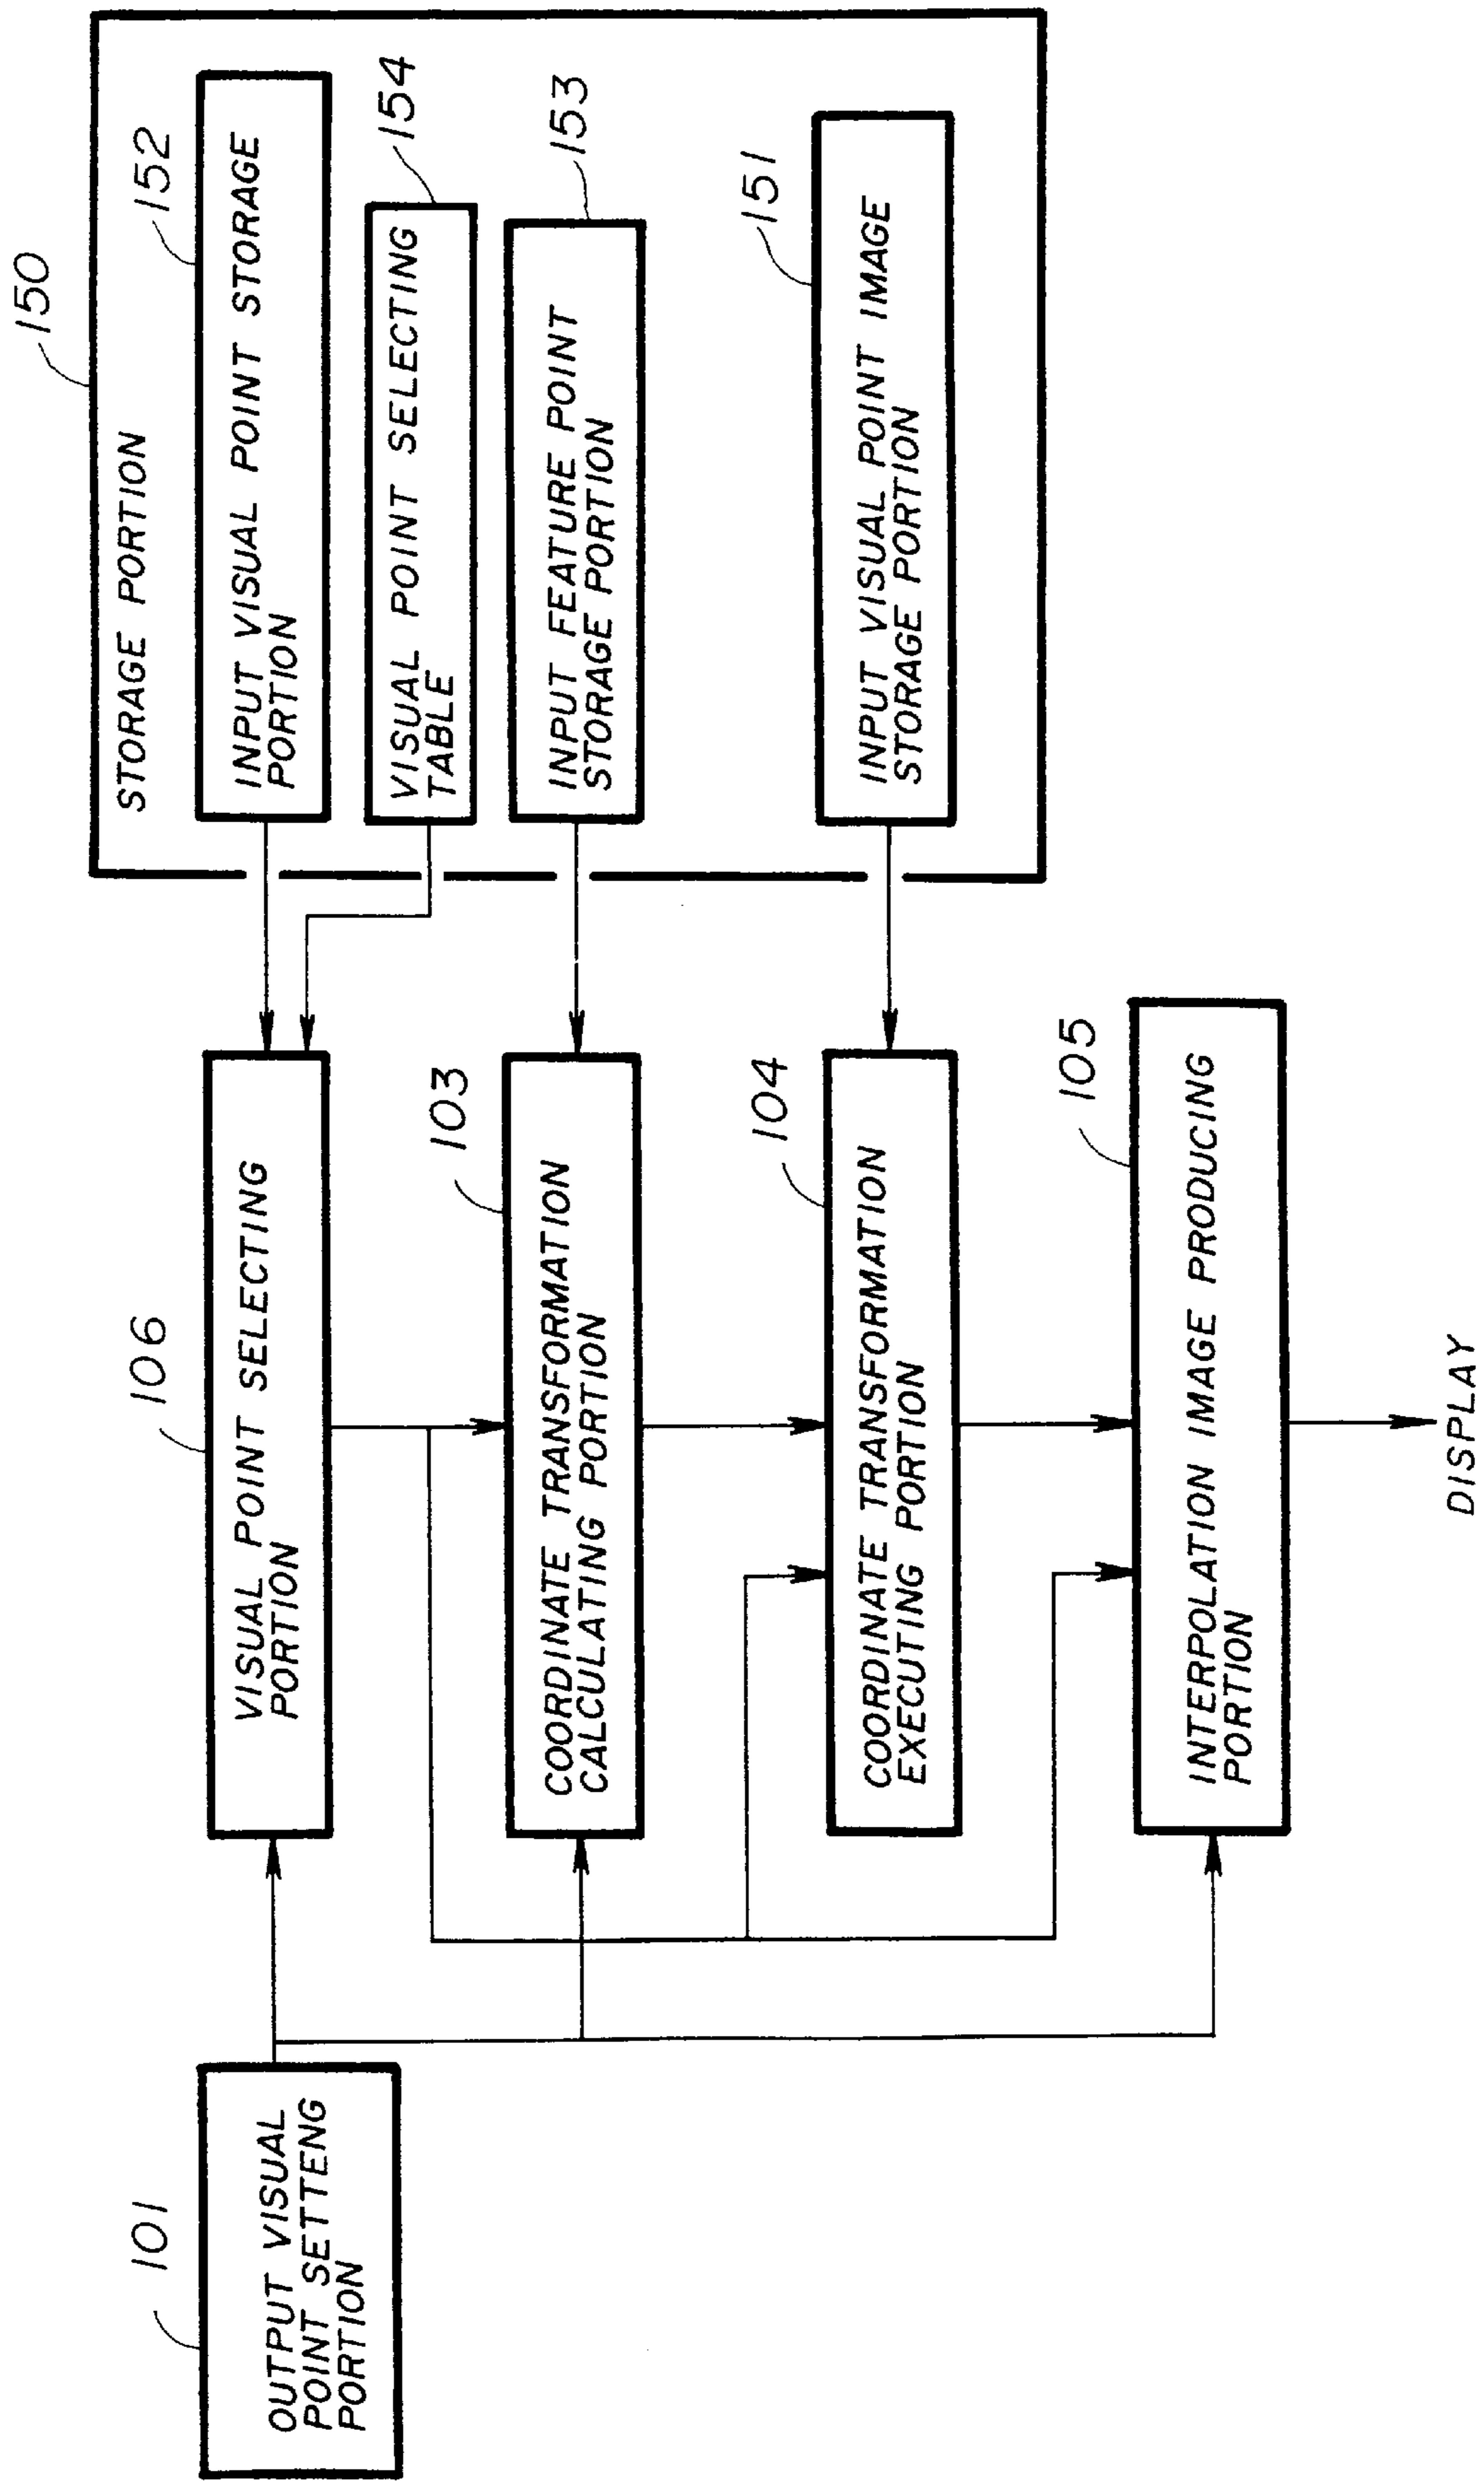 150
STORAGE PORTION
152
INPUT VISUAL POINT STORAGE
PORTION
154
VISUAL POINT SELECTING
TABLE
153
INPUT FEATURE POINT
STORAGE PORTION
151
INPUT VISUAL POINT IMAGE
STORAGE PORTION
106
VISUAL POINT SELECTING
PORTION
103
COORDINATE TRANSFORMATION
CALCULATING PORTION
104
COORDINATE TRANSFORMATION
EXECUTING PORTION
105
INTERPOLATION IMAGE PRODUCING
PORTION
DISPLAY
101
OUTPUT VISUAL
POINT SETTENG
PORTION